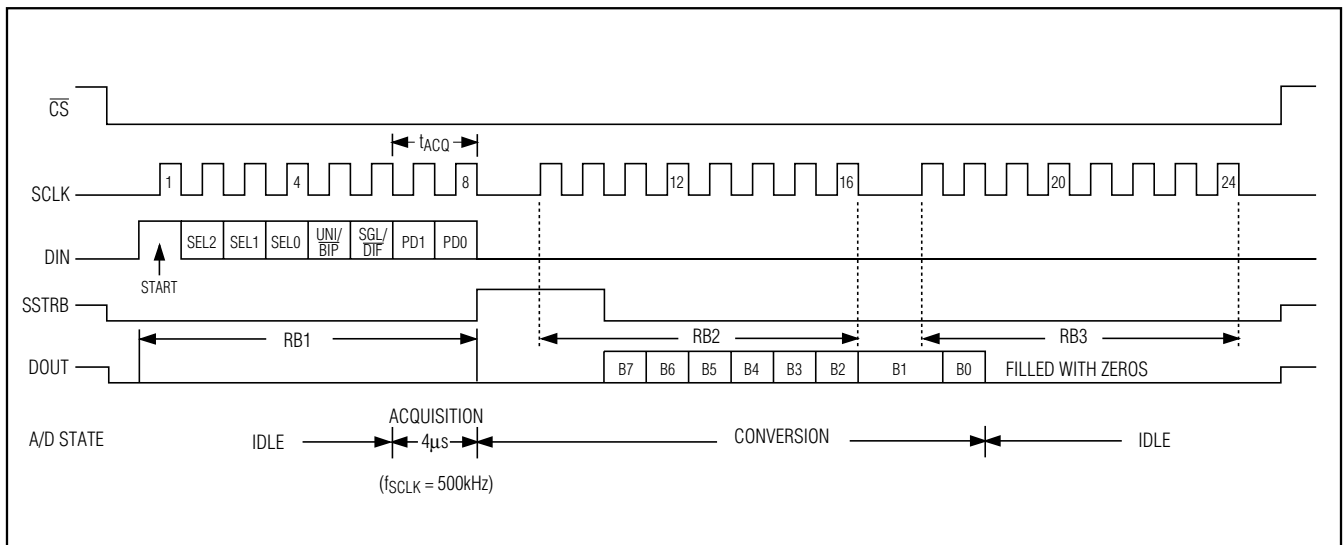 CS
tACQ
SCLK 1 4 8 12 16 20 24
DIN SEL2 SEL1 SEL0 UNI/BIP SGL/DIF PD1 PD0
START
SSTRB
RB1 RB2 RB3
DOUT B7 B6 B5 B4 B3 B2 B1 B0 FILLED WITH ZEROS
ACQUISITION
A/D STATE IDLE 4μs CONVERSION IDLE
(fSCLK = 500kHz)